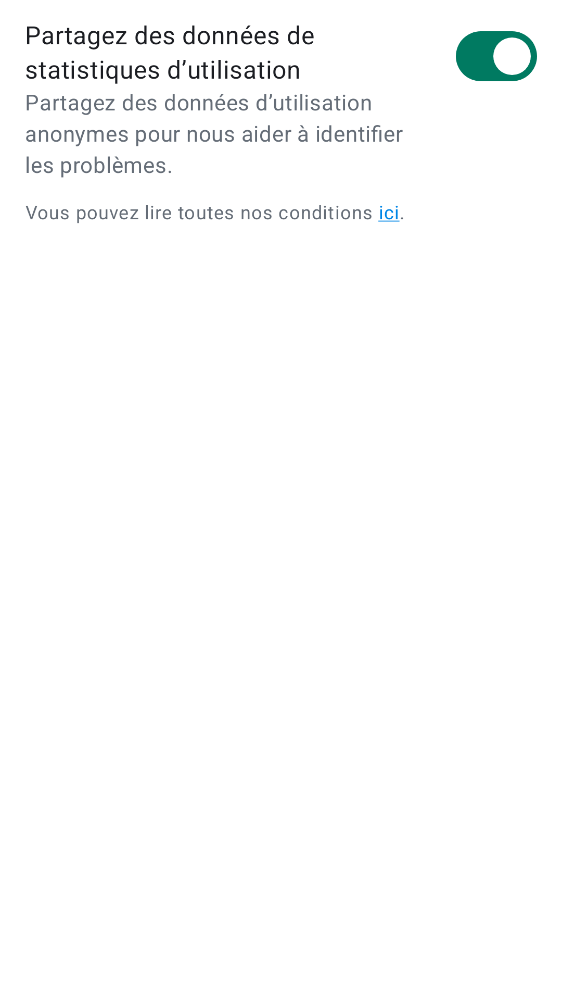 Partagez des données de
statistiques d’utilisation
Partagez des données d’utilisation
anonymes pour nous aider à identifier
les problèmes.
Vous pouvez lire toutes nos conditions ici.